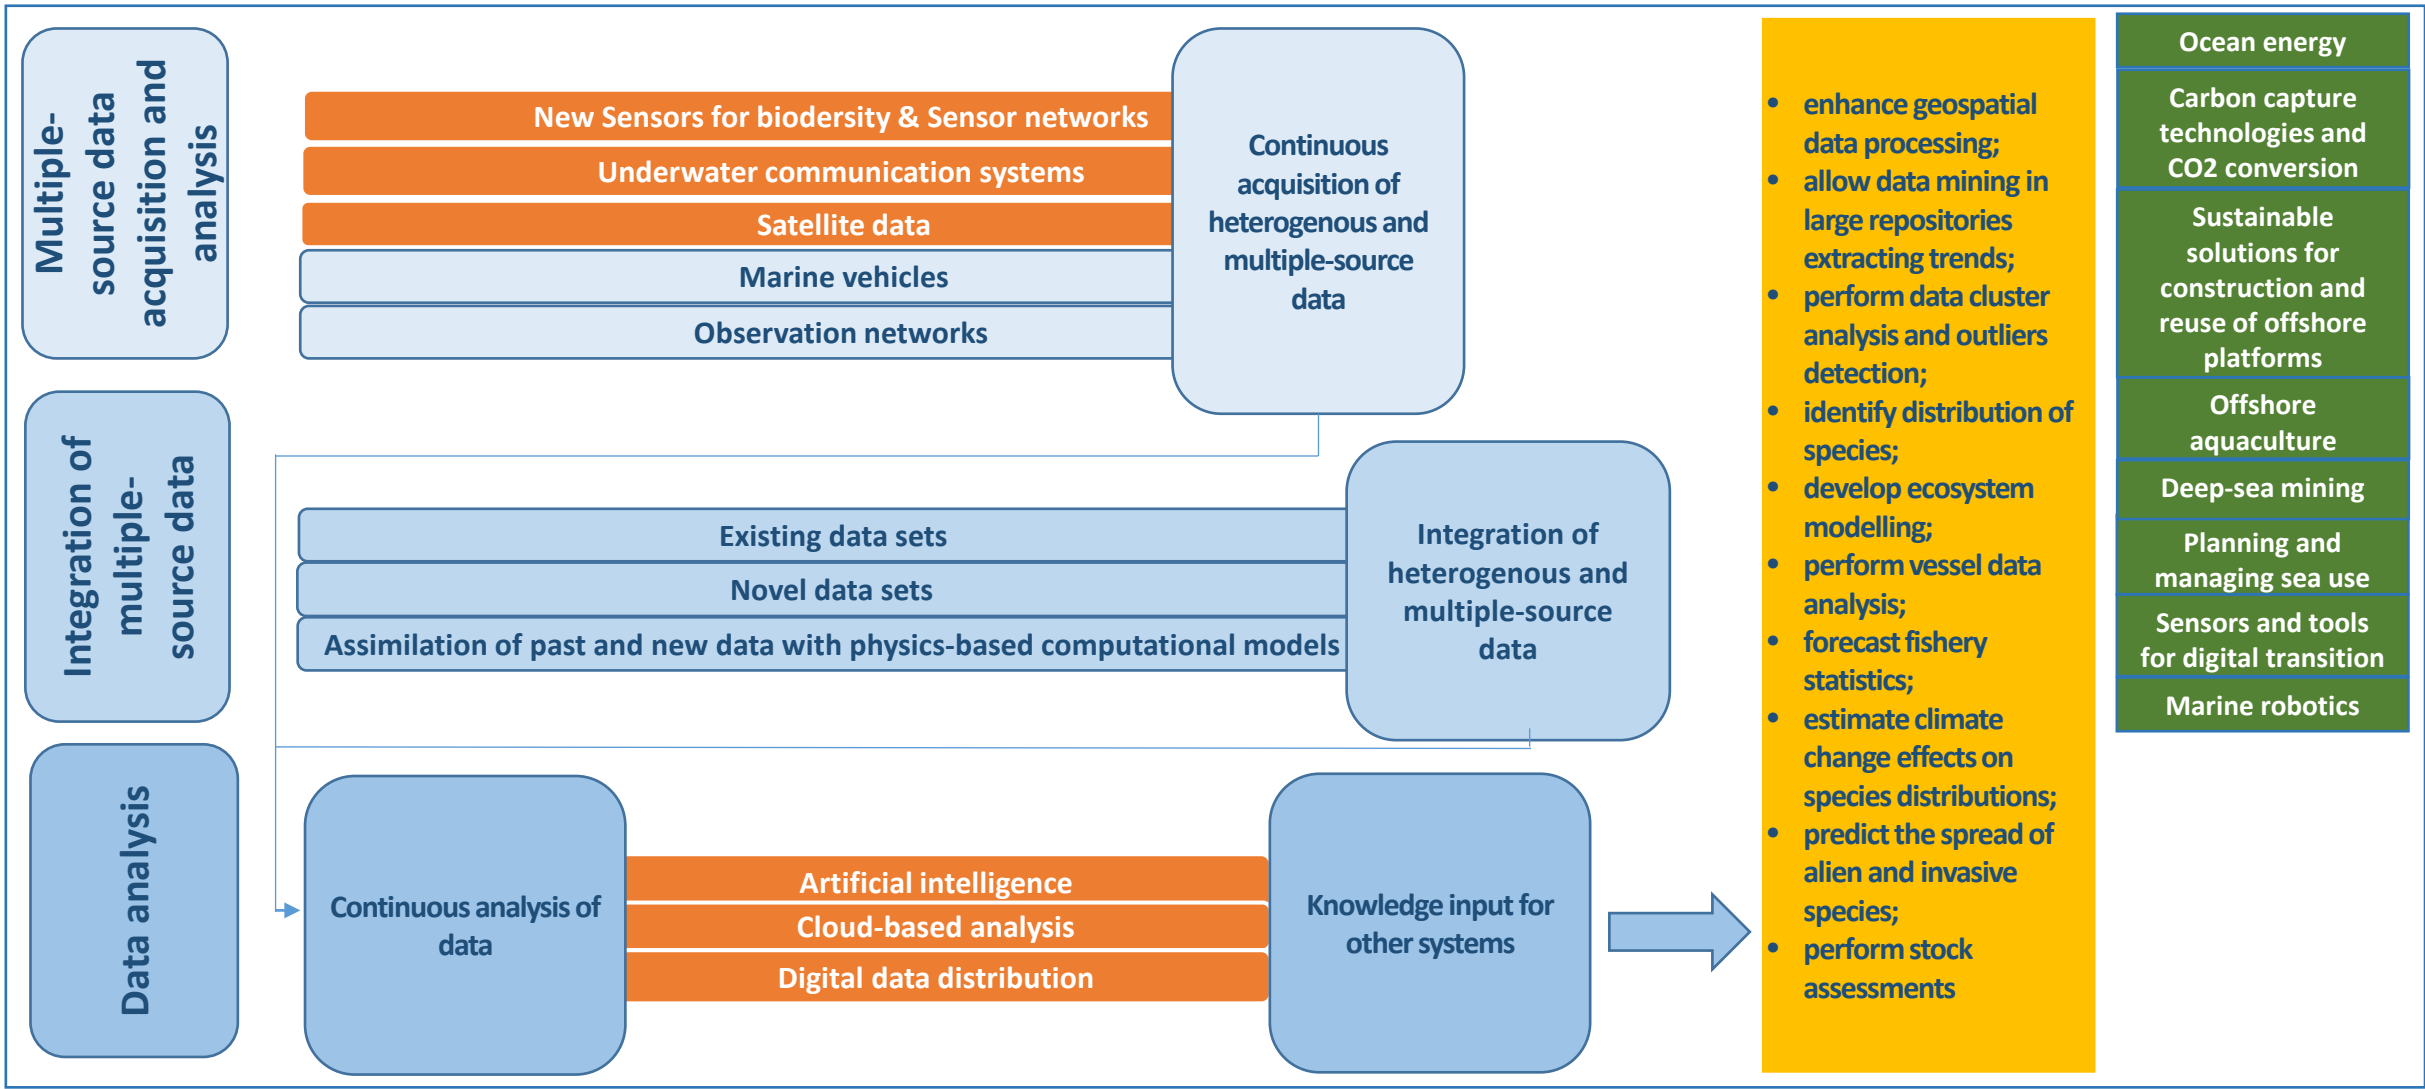 Multiple-
source data
acquisition and
analysis
New Sensors for biodersity & Sensor networks
Underwater communication systems
Satellite data
Marine vehicles
Observation networks
Continuous
acquisition of
heterogenous and
multiple-source
data
Integration of
multiple-
source data
Existing data sets
Novel data sets
Assimilation of past and new data with physics-based computational models
Integration of
heterogenous and
multiple-source
data
Data analysis
Continuous analysis of
data
Artificial intelligence
Cloud-based analysis
Digital data distribution
Knowledge input for
other systems
• enhance geospatial
data processing;
• allow data mining in
large repositories
extracting trends;
• perform data cluster
analysis and outliers
detection;
• identify distribution of
species;
• develop ecosystem
modelling;
• perform vessel data
analysis;
• forecast fishery
statistics;
• estimate climate
change effects on
species distributions;
• predict the spread of
alien and invasive
species;
• perform stock
assessments
Ocean energy
Carbon capture
technologies and
CO2 conversion
Sustainable
solutions for
construction and
reuse of offshore
platforms
Offshore
aquaculture
Deep-sea mining
Planning and
managing sea use
Sensors and tools
for digital transition
Marine robotics